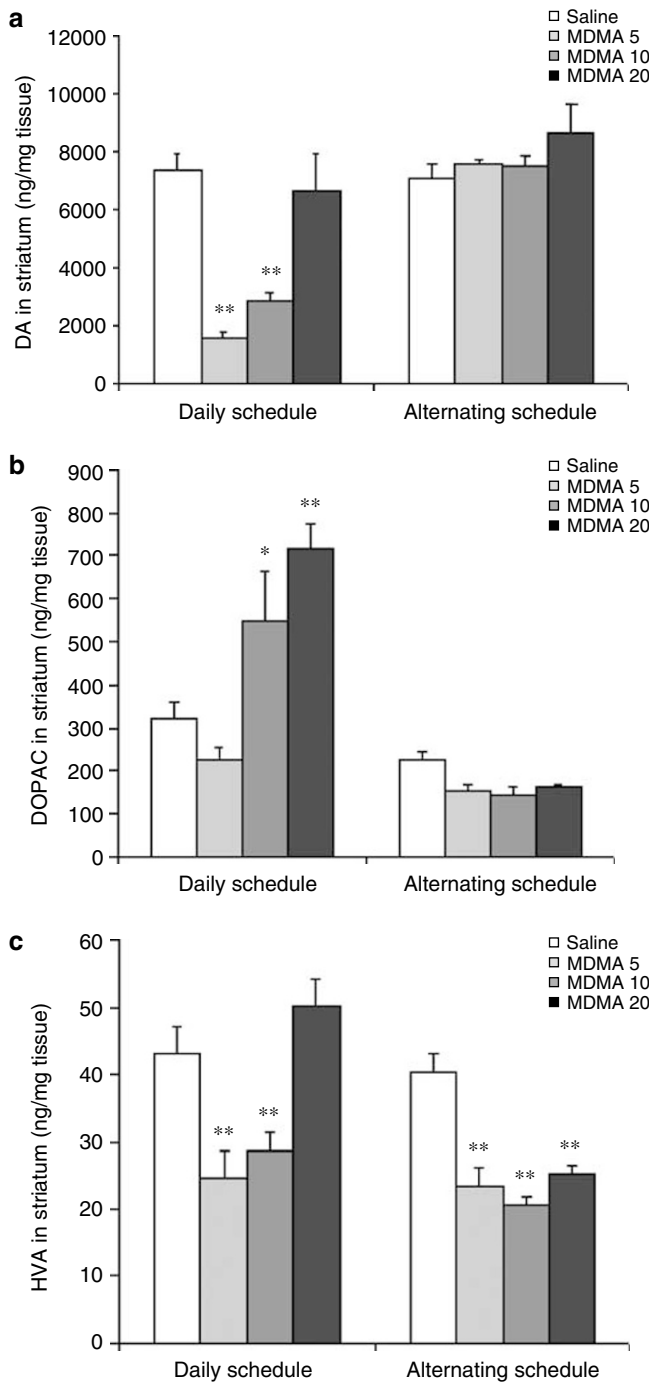 a
Saline
MDMA 5
MDMA 10
MDMA 20
DA in striatum (ng/mg tissue)
12000
10000
8000
6000
4000
2000
0
**
**
Daily schedule
Alternating schedule
b
Saline
MDMA 5
MDMA 10
MDMA 20
DOPAC in striatum (ng/mg tissue)
900
800
700
600
500
400
300
200
100
0
*
**
Daily schedule
Alternating schedule
c
Saline
MDMA 5
MDMA 10
MDMA 20
HVA in striatum (ng/mg tissue)
60
50
40
30
20
10
0
**
**
**
**
**
Daily schedule
Alternating schedule